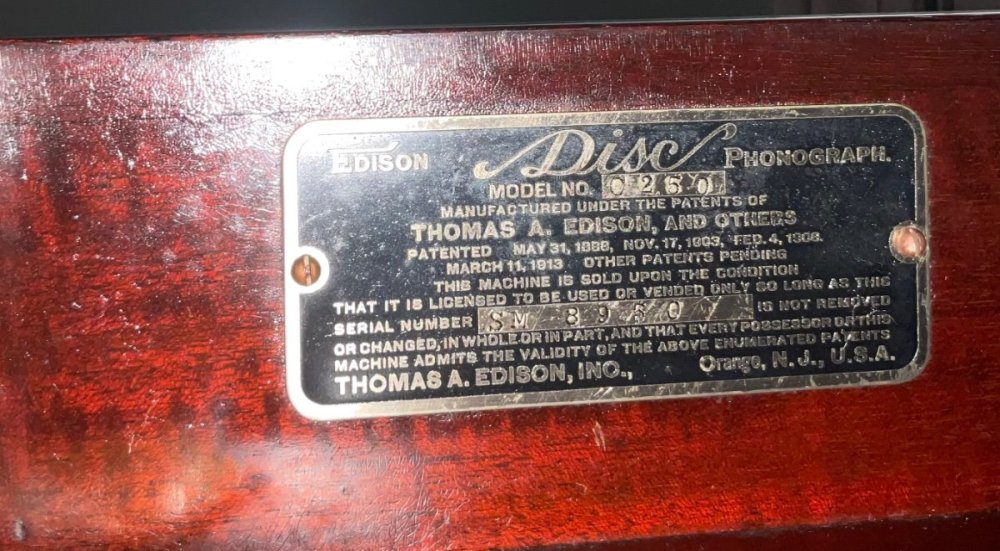 EDISON Disc PHONOGRAPH.
MODEL NO. C250
MANUFACTURED UNDER THE PATENTS OF
THOMAS A. EDISON, AND OTHERS
PATENTED MAY 31, 1898, NOV. 17, 1903, FEB. 4, 1908.
MARCH 11, 1913 OTHER PATENTS PENDING
THIS MACHINE IS SOLD UPON THE CONDITION
THAT IT IS LICENSED TO BE USED OR VENDED ONLY SO LONG AS THIS
SERIAL NUMBER SM 89607 IS NOT REMOVED
OR CHANGED, IN WHOLE OR IN PART, AND THAT EVERY POSSESSOR OR THIS
MACHINE ADMITS THE VALIDITY OF THE ABOVE ENUMERATED PATENTS
THOMAS A. EDISON, INC., Orange, N.J., U.S.A.